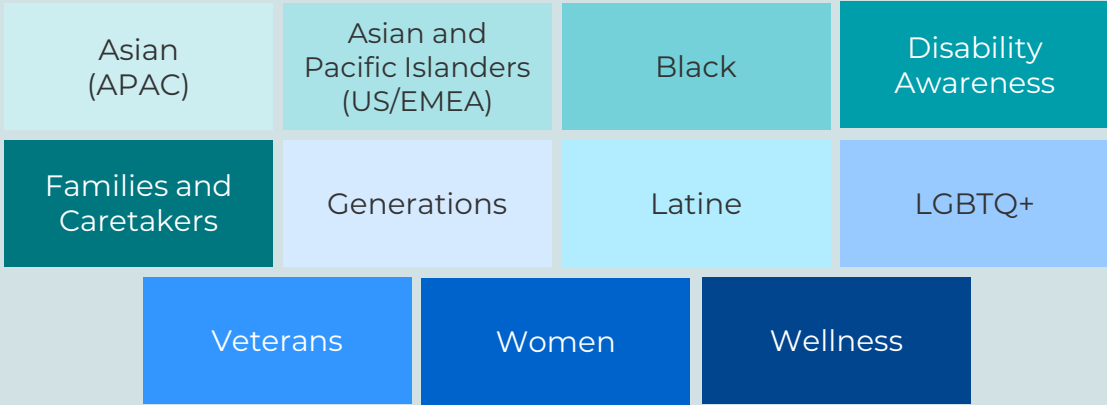 Asian
(APAC)
Asian and
Pacific Islanders
(US/EMEA)
Black
Disability
Awareness
Families and
Caretakers
Generations
Latine
LGBTQ+
Veterans
Women
Wellness